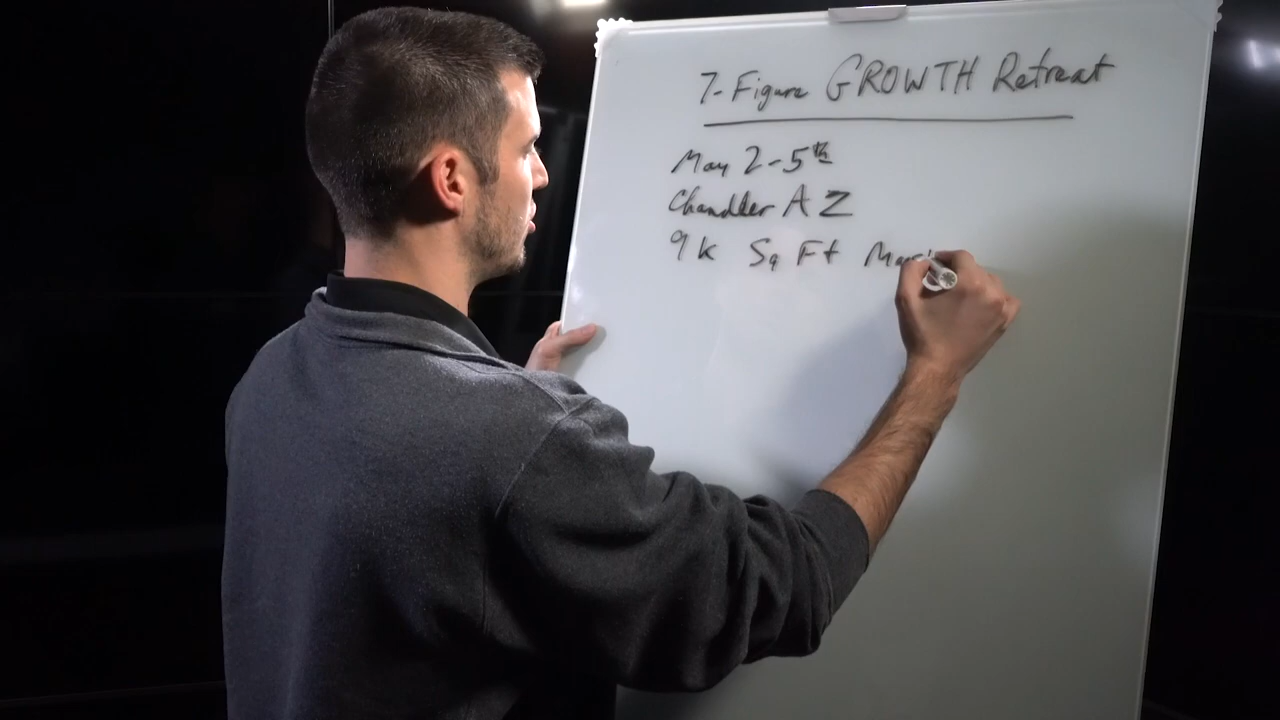 7-Figure GROWTH Retreat
May 2-5th
Chandler AZ
9k Sq Ft